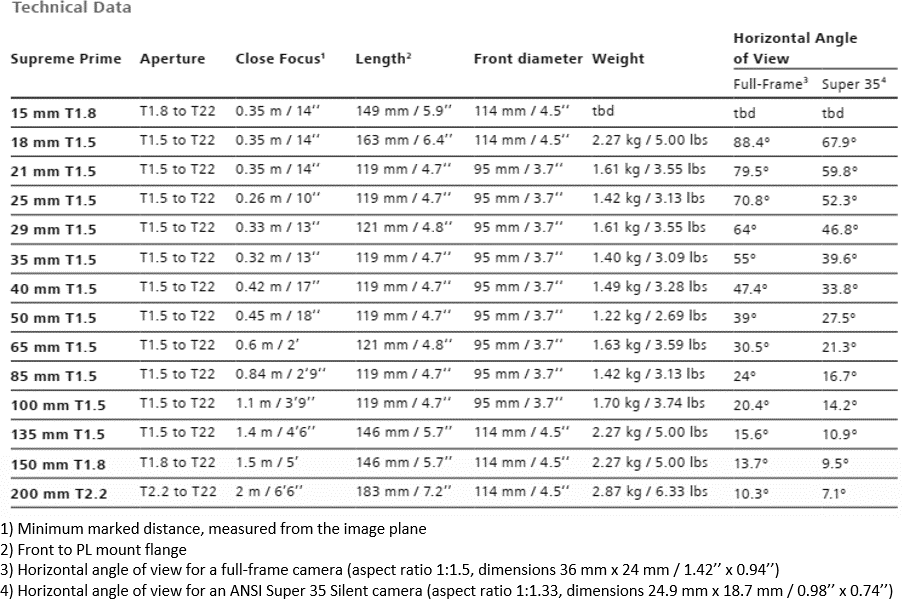 Technical Data
Horizontal Angle
Supreme Prime Aperture Close Focus¹ Length² Front diameter Weight of View
Full-Frame³ Super 35⁴
15 mm T1.8 T1.8 to T22 0.35 m / 14’’ 149 mm / 5.9’’ 114 mm / 4.5’’ tbd tbd tbd
18 mm T1.5 T1.5 to T22 0.35 m / 14’’ 163 mm / 6.4’’ 114 mm / 4.5’’ 2.27 kg / 5.00 lbs 88.4° 67.9°
21 mm T1.5 T1.5 to T22 0.35 m / 14’’ 119 mm / 4.7’’ 95 mm / 3.7’’ 1.61 kg / 3.55 lbs 79.5° 59.8°
25 mm T1.5 T1.5 to T22 0.26 m / 10’’ 119 mm / 4.7’’ 95 mm / 3.7’’ 1.42 kg / 3.13 lbs 70.8° 52.3°
29 mm T1.5 T1.5 to T22 0.33 m / 13’’ 121 mm / 4.8’’ 95 mm / 3.7’’ 1.61 kg / 3.55 lbs 64° 46.8°
35 mm T1.5 T1.5 to T22 0.32 m / 13’’ 119 mm / 4.7’’ 95 mm / 3.7’’ 1.40 kg / 3.09 lbs 55° 39.6°
40 mm T1.5 T1.5 to T22 0.42 m / 17’’ 119 mm / 4.7’’ 95 mm / 3.7’’ 1.49 kg / 3.28 lbs 47.4° 33.8°
50 mm T1.5 T1.5 to T22 0.45 m / 18’’ 119 mm / 4.7’’ 95 mm / 3.7’’ 1.22 kg / 2.69 lbs 39° 27.5°
65 mm T1.5 T1.5 to T22 0.6 m / 2’ 121 mm / 4.8’’ 95 mm / 3.7’’ 1.63 kg / 3.59 lbs 30.5° 21.3°
85 mm T1.5 T1.5 to T22 0.84 m / 2’9’’ 119 mm / 4.7’’ 95 mm / 3.7’’ 1.42 kg / 3.13 lbs 24° 16.7°
100 mm T1.5 T1.5 to T22 1.1 m / 3’9’’ 119 mm / 4.7’’ 95 mm / 3.7’’ 1.70 kg / 3.74 lbs 20.4° 14.2°
135 mm T1.5 T1.5 to T22 1.4 m / 4’6’’ 146 mm / 5.7’’ 114 mm / 4.5’’ 2.27 kg / 5.00 lbs 15.6° 10.9°
150 mm T1.8 T1.8 to T22 1.5 m / 5’ 146 mm / 5.7’’ 114 mm / 4.5’’ 2.27 kg / 5.00 lbs 13.7° 9.5°
200 mm T2.2 T2.2 to T22 2 m / 6’6’’ 183 mm / 7.2’’ 114 mm / 4.5’’ 2.87 kg / 6.33 lbs 10.3° 7.1°
1) Minimum marked distance, measured from the image plane
2) Front to PL mount flange
3) Horizontal angle of view for a full-frame camera (aspect ratio 1:1.5, dimensions 36 mm x 24 mm / 1.42’’ x 0.94’’)
4) Horizontal angle of view for an ANSI Super 35 Silent camera (aspect ratio 1:1.33, dimensions 24.9 mm x 18.7 mm / 0.98’’ x 0.74’’)